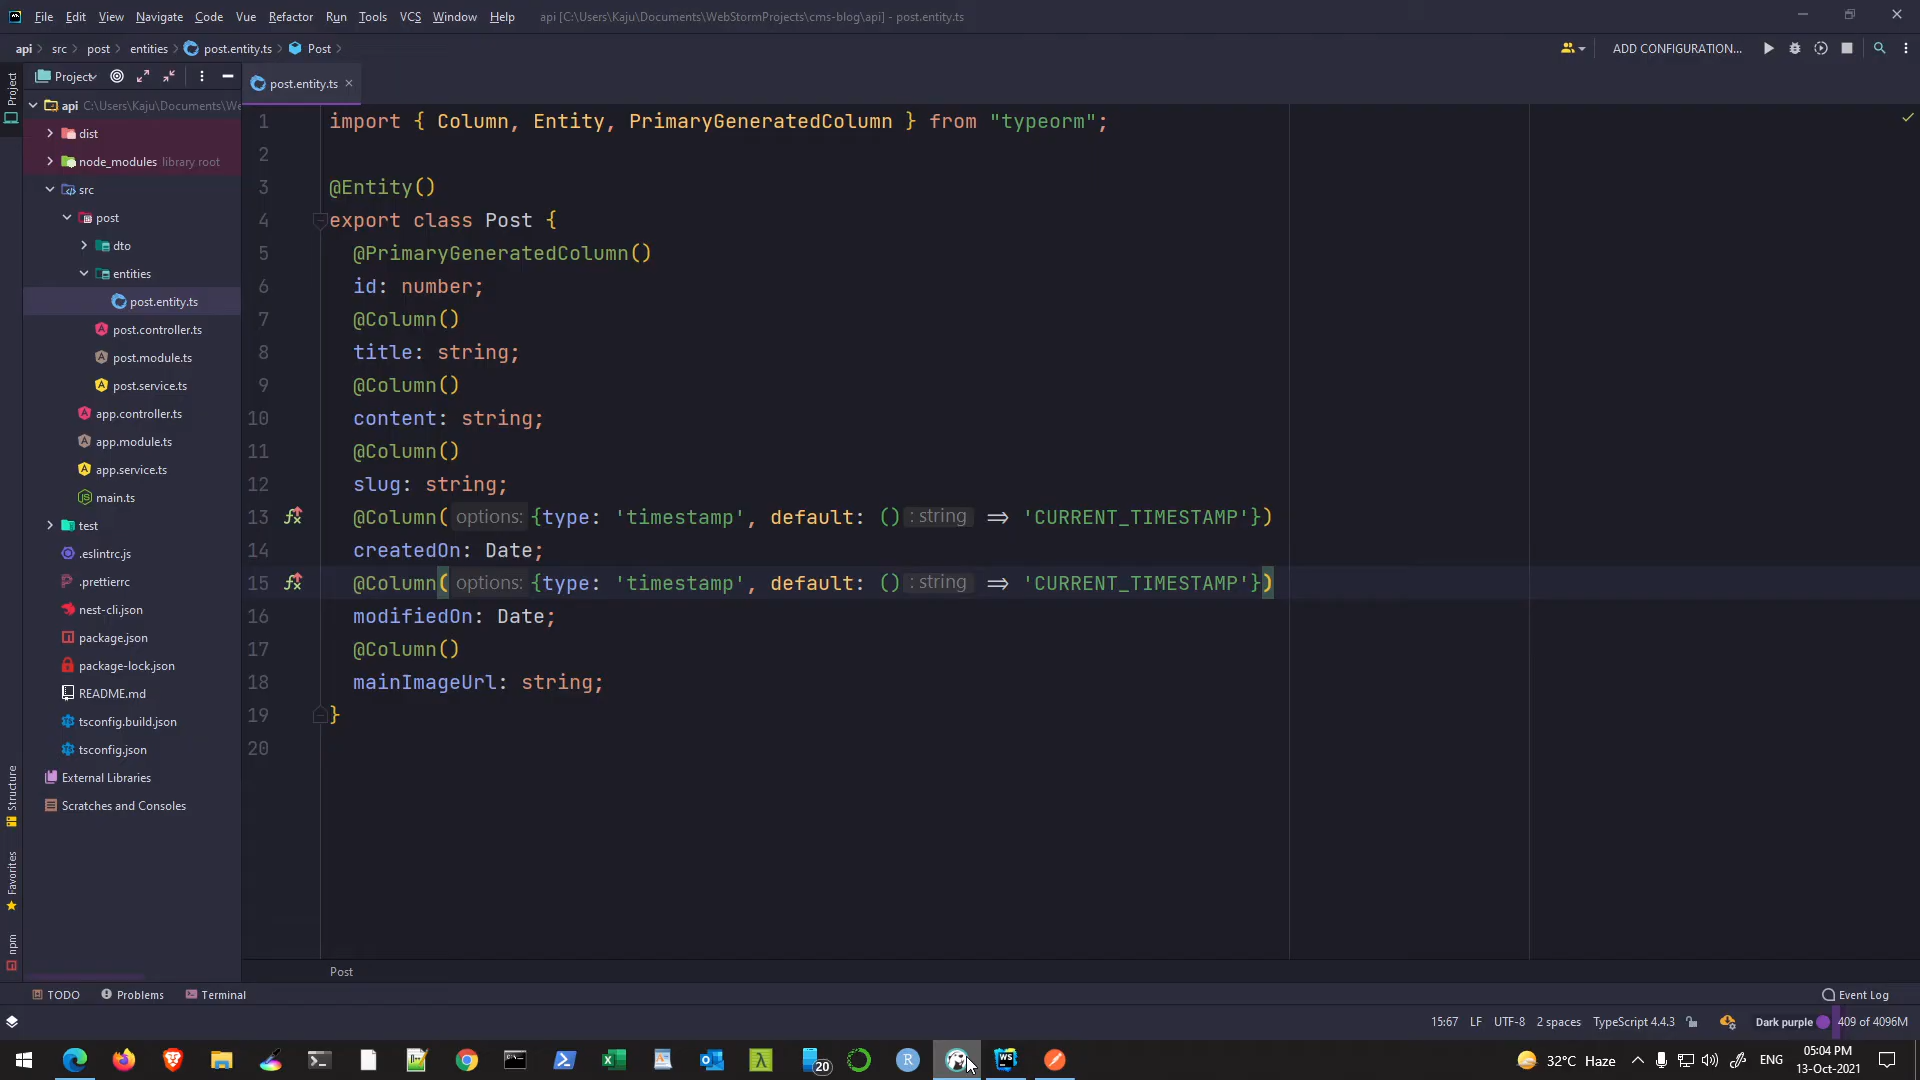 File Edit View Navigate Code Vue Refactor Run Tools VCS Window Help api [C:\Users\Kaju\Documents\WebStormProjects\cms-blog\api] - post.entity.ts
api src post entities post.entity.ts Post ADD CONFIGURATION...
Project
Project
post.entity.ts
api C:\Users\Kaju\Documents\We
dist
node_modules library root
src
post
dto
entities
post.entity.ts
post.controller.ts
post.module.ts
post.service.ts
app.controller.ts
app.module.ts
app.service.ts
main.ts
test
.eslintrc.js
.prettierrc
nest-cli.json
package.json
package-lock.json
README.md
tsconfig.build.json
tsconfig.json
External Libraries
Scratches and Consoles
Structure
Favorites
npm
1 import { Column, Entity, PrimaryGeneratedColumn } from "typeorm";
2
3 @Entity()
4 export class Post {
5 @PrimaryGeneratedColumn()
6 id: number;
7 @Column()
8 title: string;
9 @Column()
10 content: string;
11 @Column()
12 slug: string;
13 @Column( options: {type: 'timestamp', default: () : string => 'CURRENT_TIMESTAMP'})
14 createdOn: Date;
15 @Column( options: {type: 'timestamp', default: () : string => 'CURRENT_TIMESTAMP'})
16 modifiedOn: Date;
17 @Column()
18 mainImageUrl: string;
19 }
20
Post
TODO Problems Terminal Event Log
15:67 LF UTF-8 2 spaces TypeScript 4.4.3 Dark purple 409 of 4096M
20 R WS 32°C Haze ENG 05:04 PM
13-Oct-2021